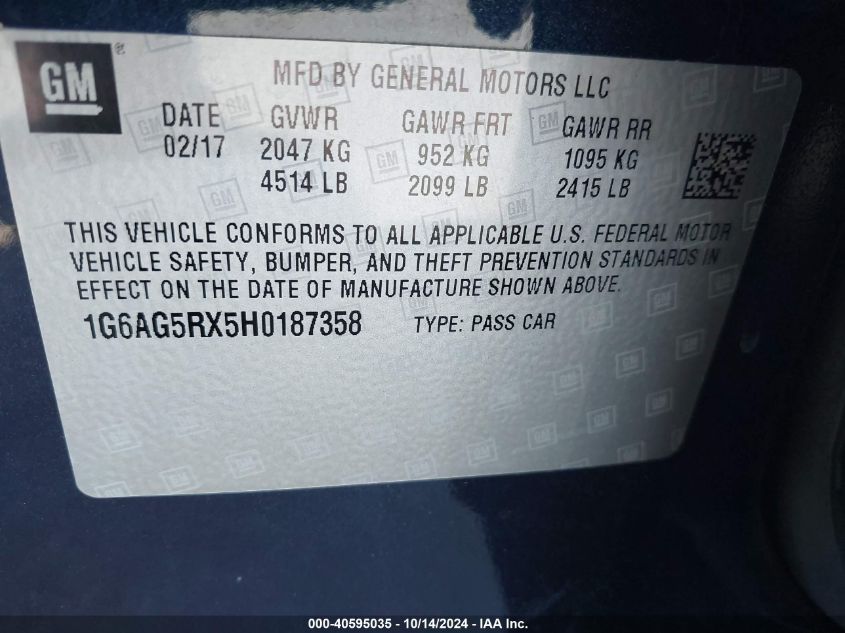 GM
MFD BY GENERAL MOTORS LLC
DATE GVWR GAWR FRT GAWR RR
02/17 2047 KG 952 KG 1095 KG
4514 LB 2099 LB 2415 LB
THIS VEHICLE CONFORMS TO ALL APPLICABLE U.S. FEDERAL MOTOR
VEHICLE SAFETY, BUMPER, AND THEFT PREVENTION STANDARDS IN
EFFECT ON THE DATE OF MANUFACTURE SHOWN ABOVE.
1G6AG5RX5H0187358 TYPE: PASS CAR
000-40595035 - 10/14/2024 - IAA Inc.